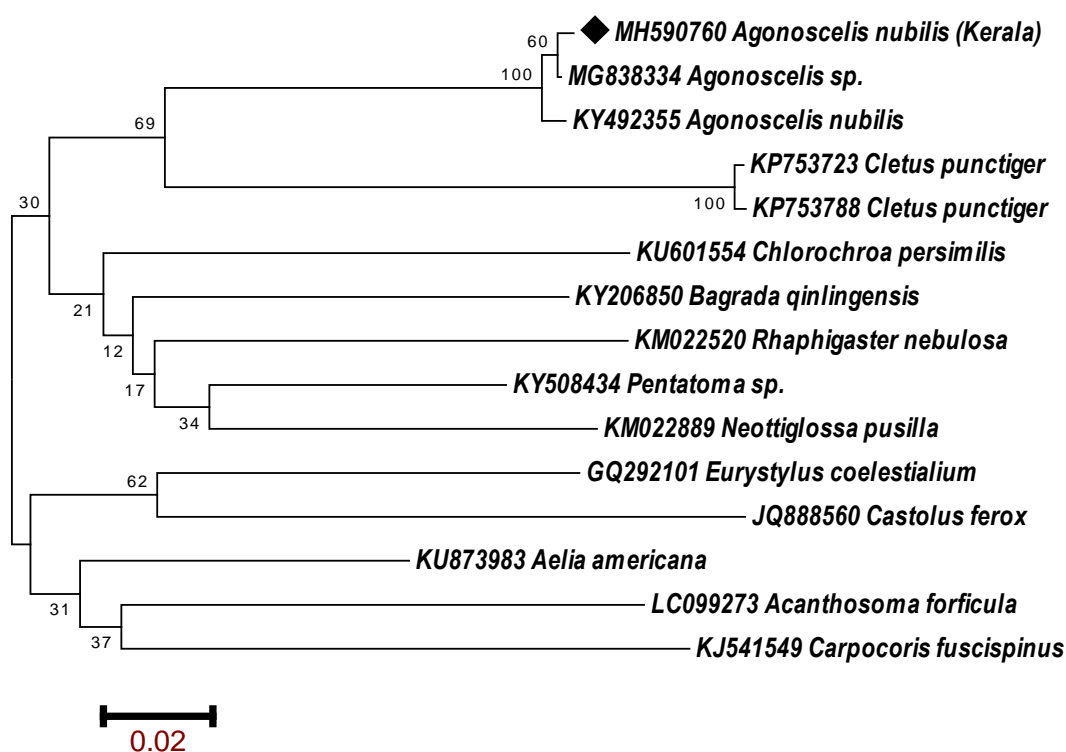 60
MH590760 Agonoscelis nubilis (Kerala)
100
MG838334 Agonoscelis sp.
KY492355 Agonoscelis nubilis
69
KP753723 Cletus punctiger
100
KP753788 Cletus punctiger
30
KU601554 Chlorochroa persimilis
21
KY206850 Bagrada qinlingensis
12
KM022520 Rhaphigaster nebulosa
17
KY508434 Pentatoma sp.
34
KM022889 Neottiglossa pusilla
62
GQ292101 Eurystylus coelestialium
JQ888560 Castolus ferox
KU873983 Aelia americana
31
LC099273 Acanthosoma forficula
37
KJ541549 Carpocoris fuscispinus
0.02